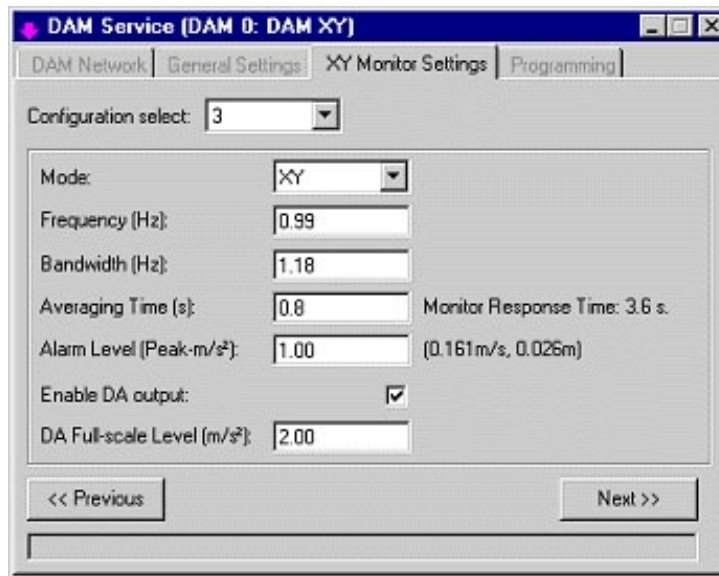 DAM Service (DAM 0: DAM XY)
DAM Network General Settings XY Monitor Settings Programming
Configuration select: 3
Mode: XY
Frequency (Hz): 0.99
Bandwidth (Hz): 1.18
Averaging Time (s): 0.8 Monitor Response Time: 3.6 s.
Alarm Level (Peak-m/s²): 1.00 (0.161m/s, 0.026m)
Enable DA output:
DA Full-scale Level (m/s²): 2.00
<< Previous Next >>